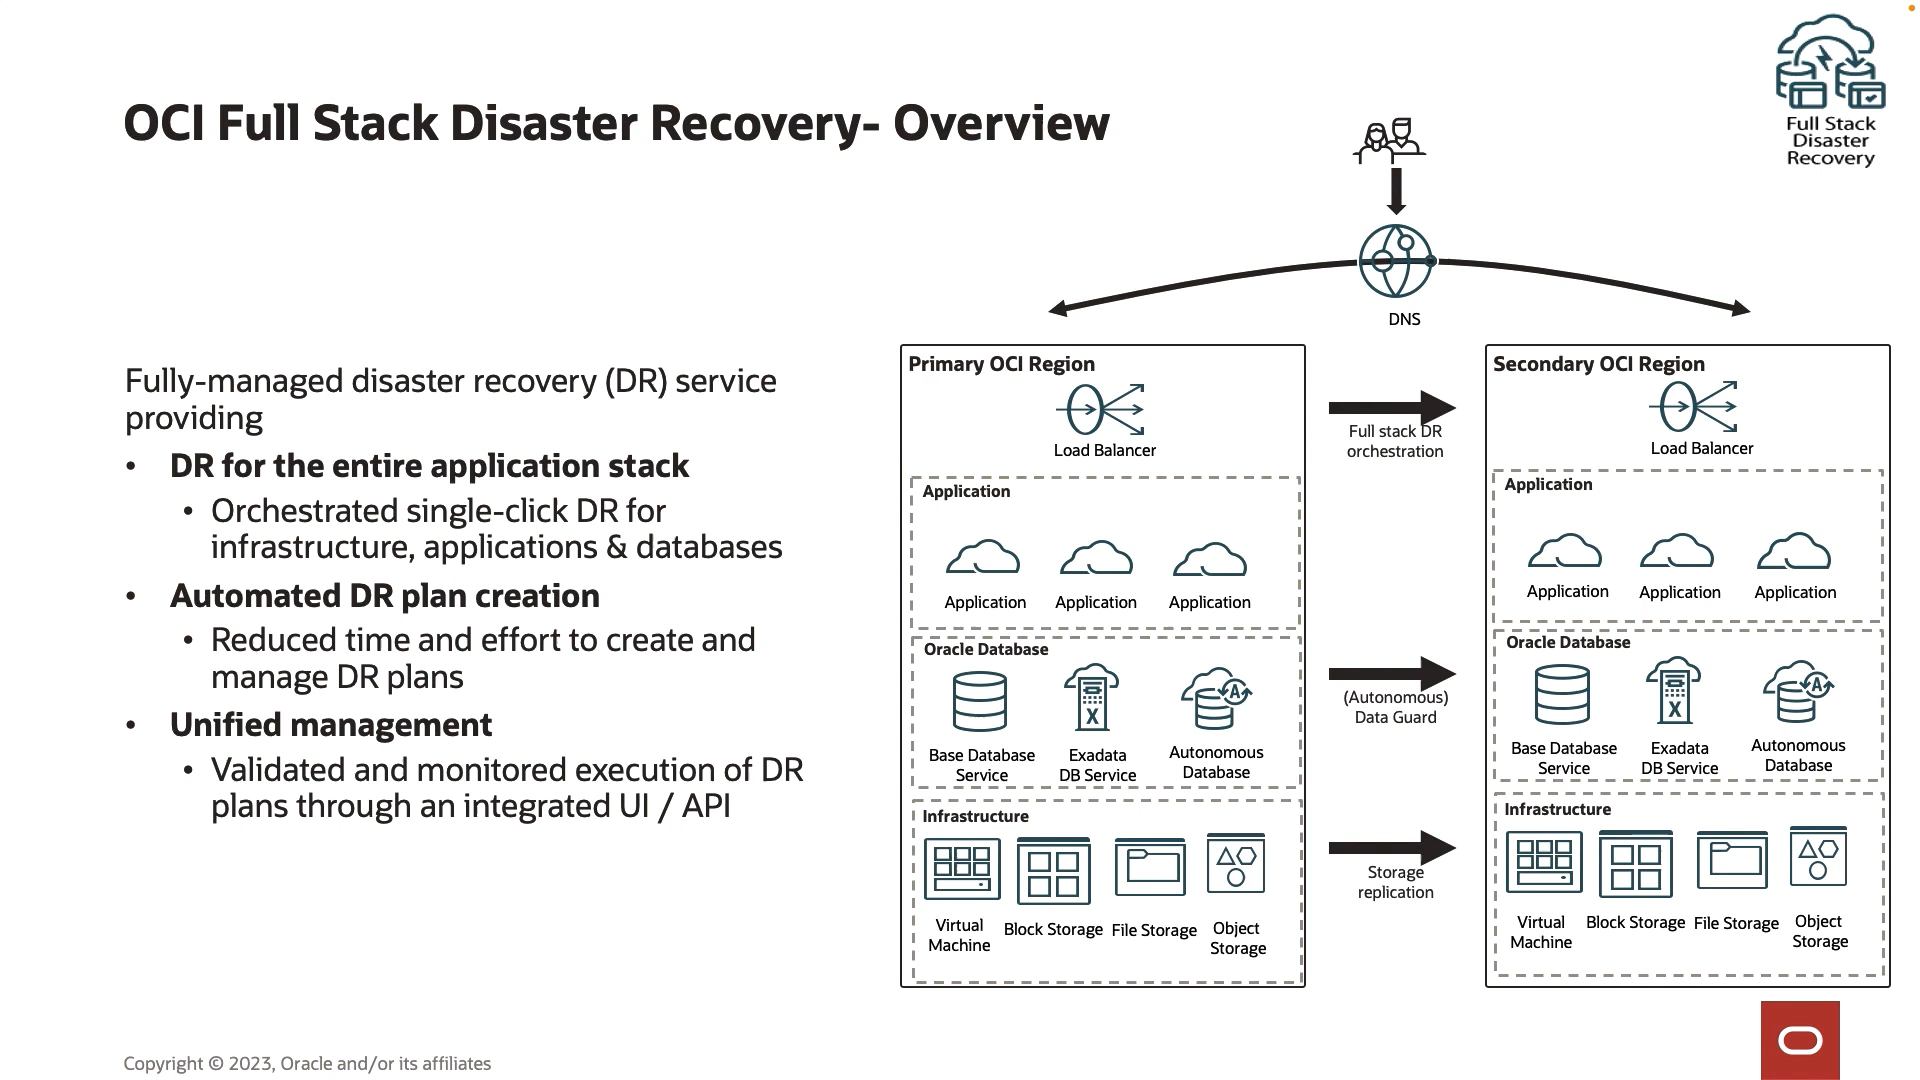 Full Stack
Disaster
Recovery
OCI Full Stack Disaster Recovery- Overview
Fully-managed disaster recovery (DR) service
providing
• DR for the entire application stack
• Orchestrated single-click DR for
infrastructure, applications & databases
• Automated DR plan creation
• Reduced time and effort to create and
manage DR plans
• Unified management
• Validated and monitored execution of DR
plans through an integrated UI / API
DNS
Primary OCI Region
Load Balancer
Application
Application
Application
Application
Oracle Database
X
A
Base Database
Service
Exadata
DB Service
Autonomous
Database
Infrastructure
Virtual
Machine
Block Storage
File Storage
Object
Storage
Full stack DR
orchestration
(Autonomous)
Data Guard
Storage
replication
Secondary OCI Region
Load Balancer
Application
Application
Application
Application
Oracle Database
X
A
Base Database
Service
Exadata
DB Service
Autonomous
Database
Infrastructure
Virtual
Machine
Block Storage
File Storage
Object
Storage
Copyright © 2023, Oracle and/or its affiliates